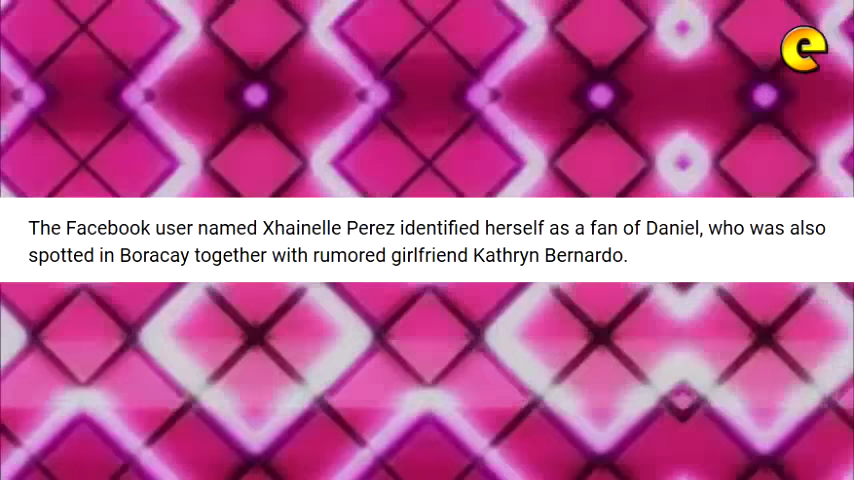 e
The Facebook user named Xhainelle Perez identified herself as a fan of Daniel, who was also
spotted in Boracay together with rumored girlfriend Kathryn Bernardo.